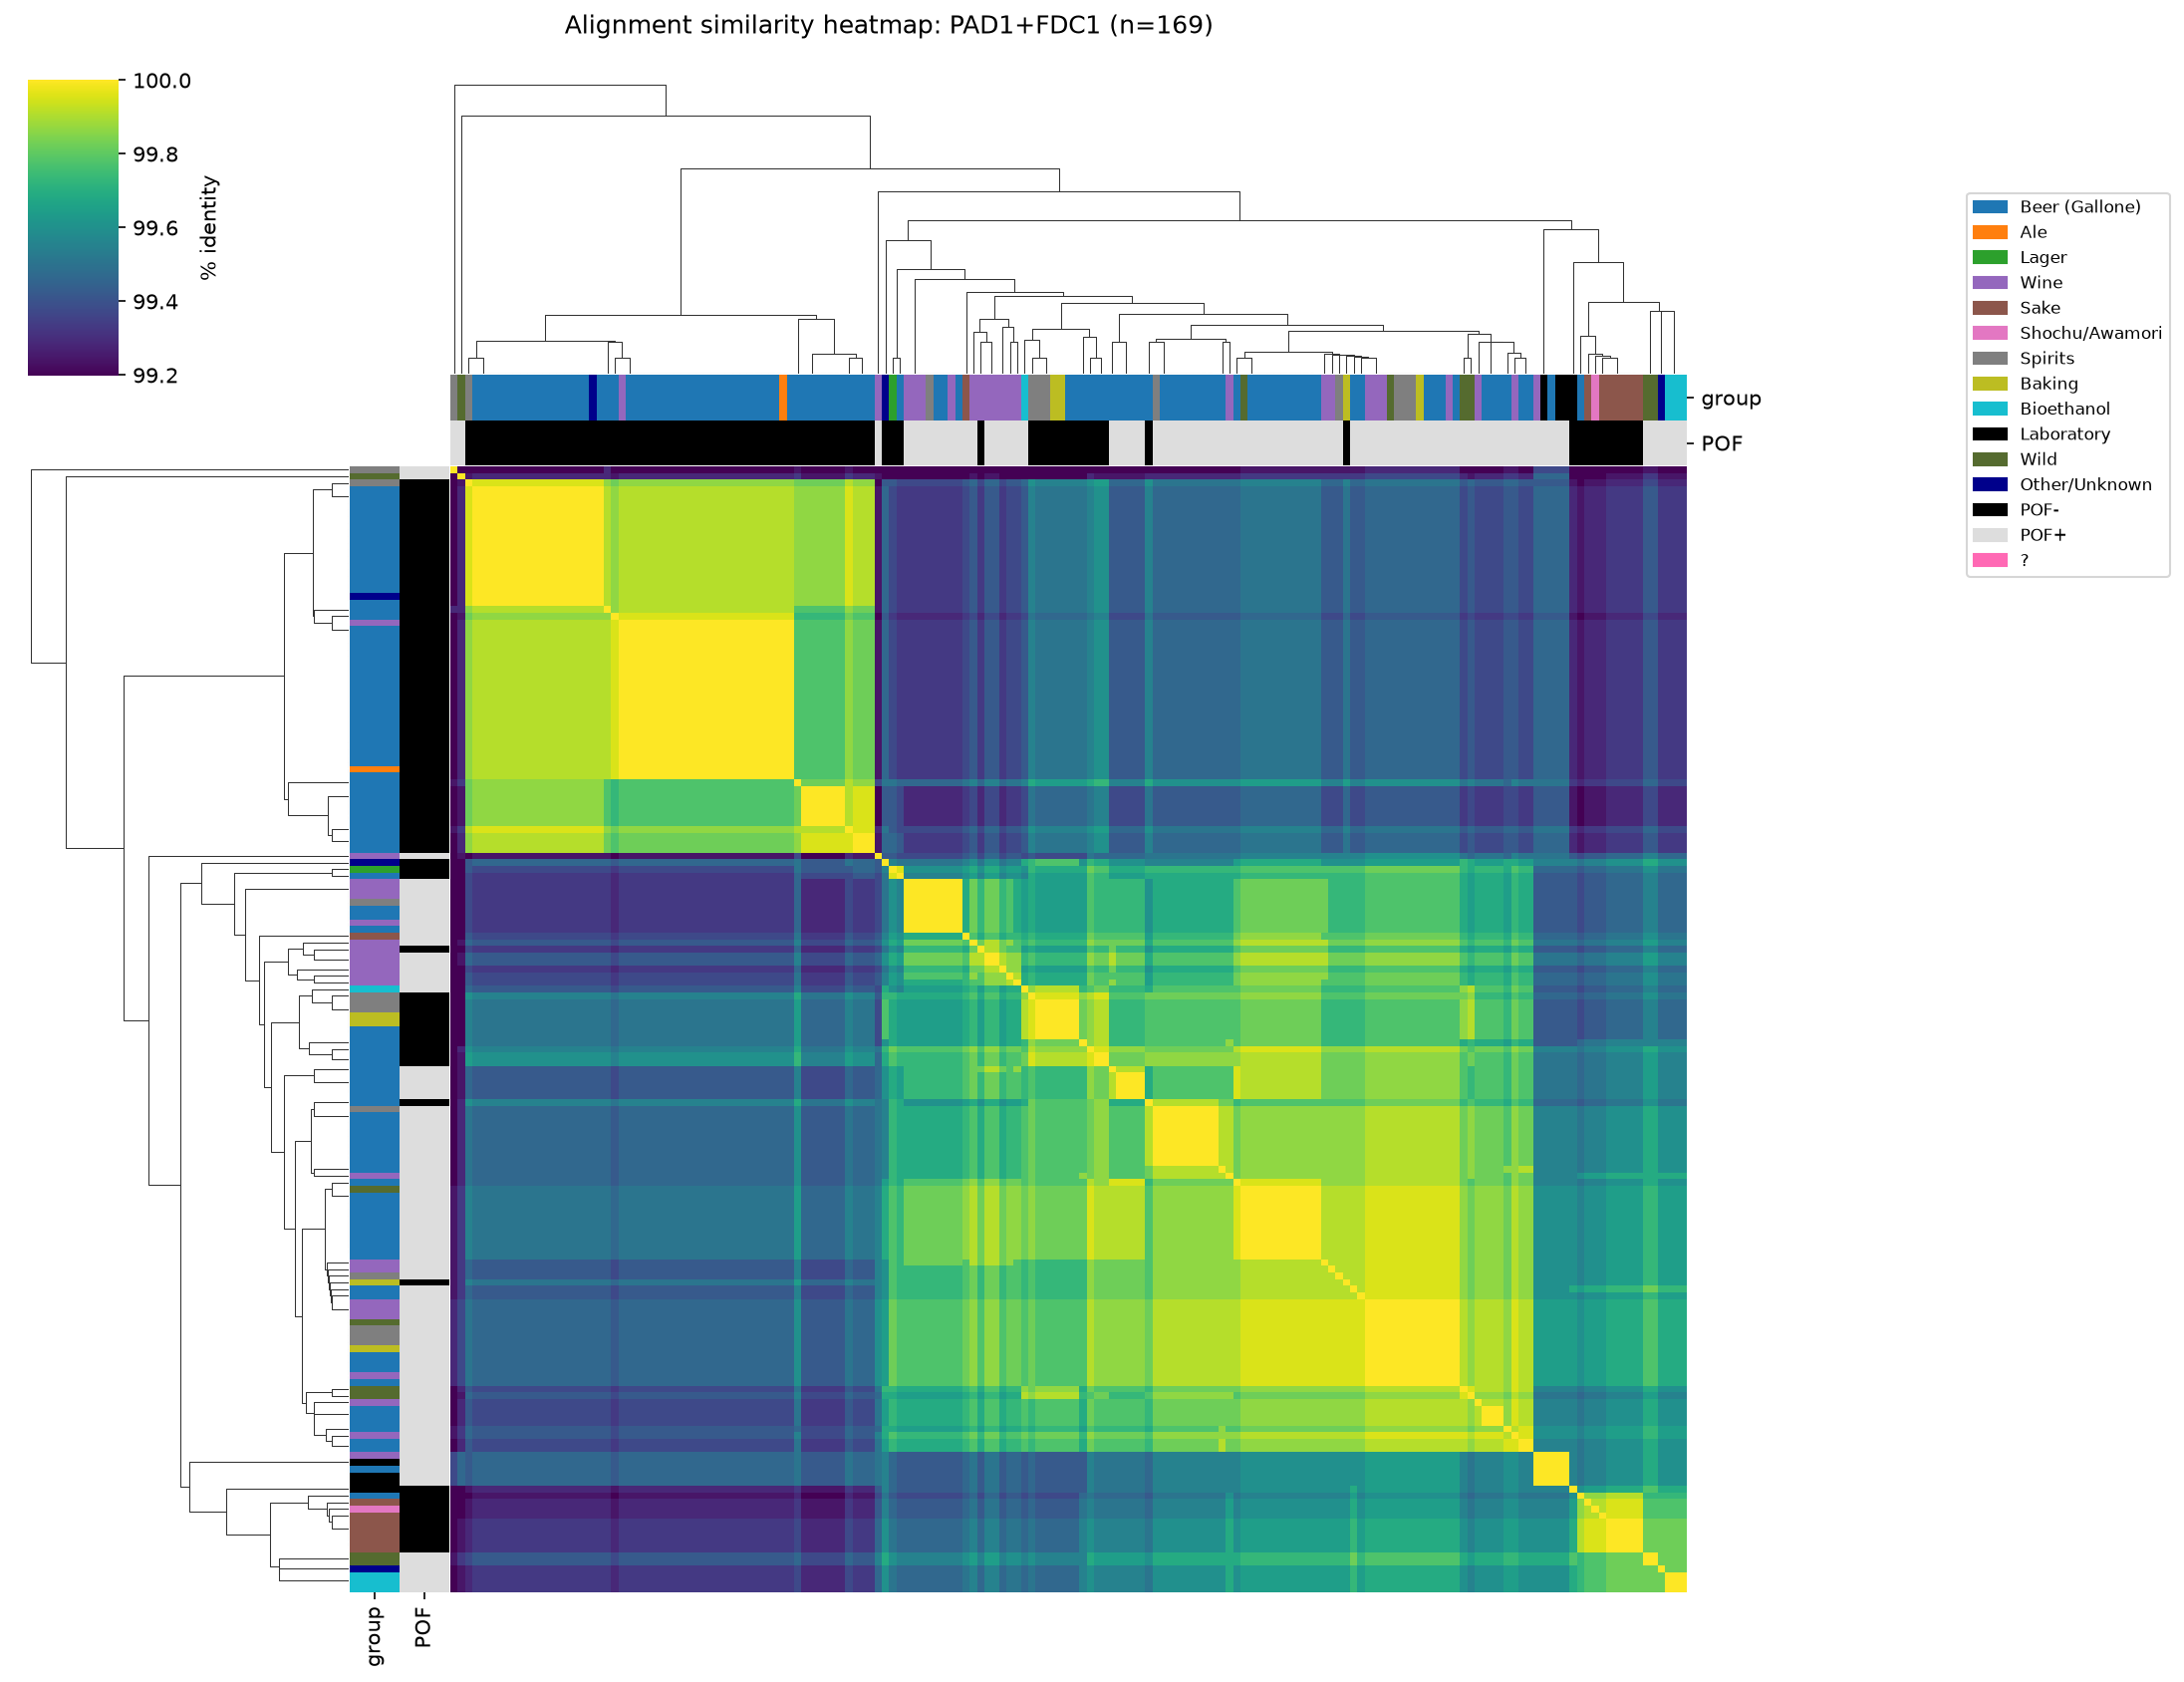 Alignment similarity heatmap: PAD1+FDC1 (n=169)
100.0
99.8
99.6
99.4
99.2
% identity
group
POF
Beer (Gallone)
Ale
Lager
Wine
Sake
Shochu/Awamori
Spirits
Baking
Bioethanol
Laboratory
Wild
Other/Unknown
POF-
POF+
?
group
POF